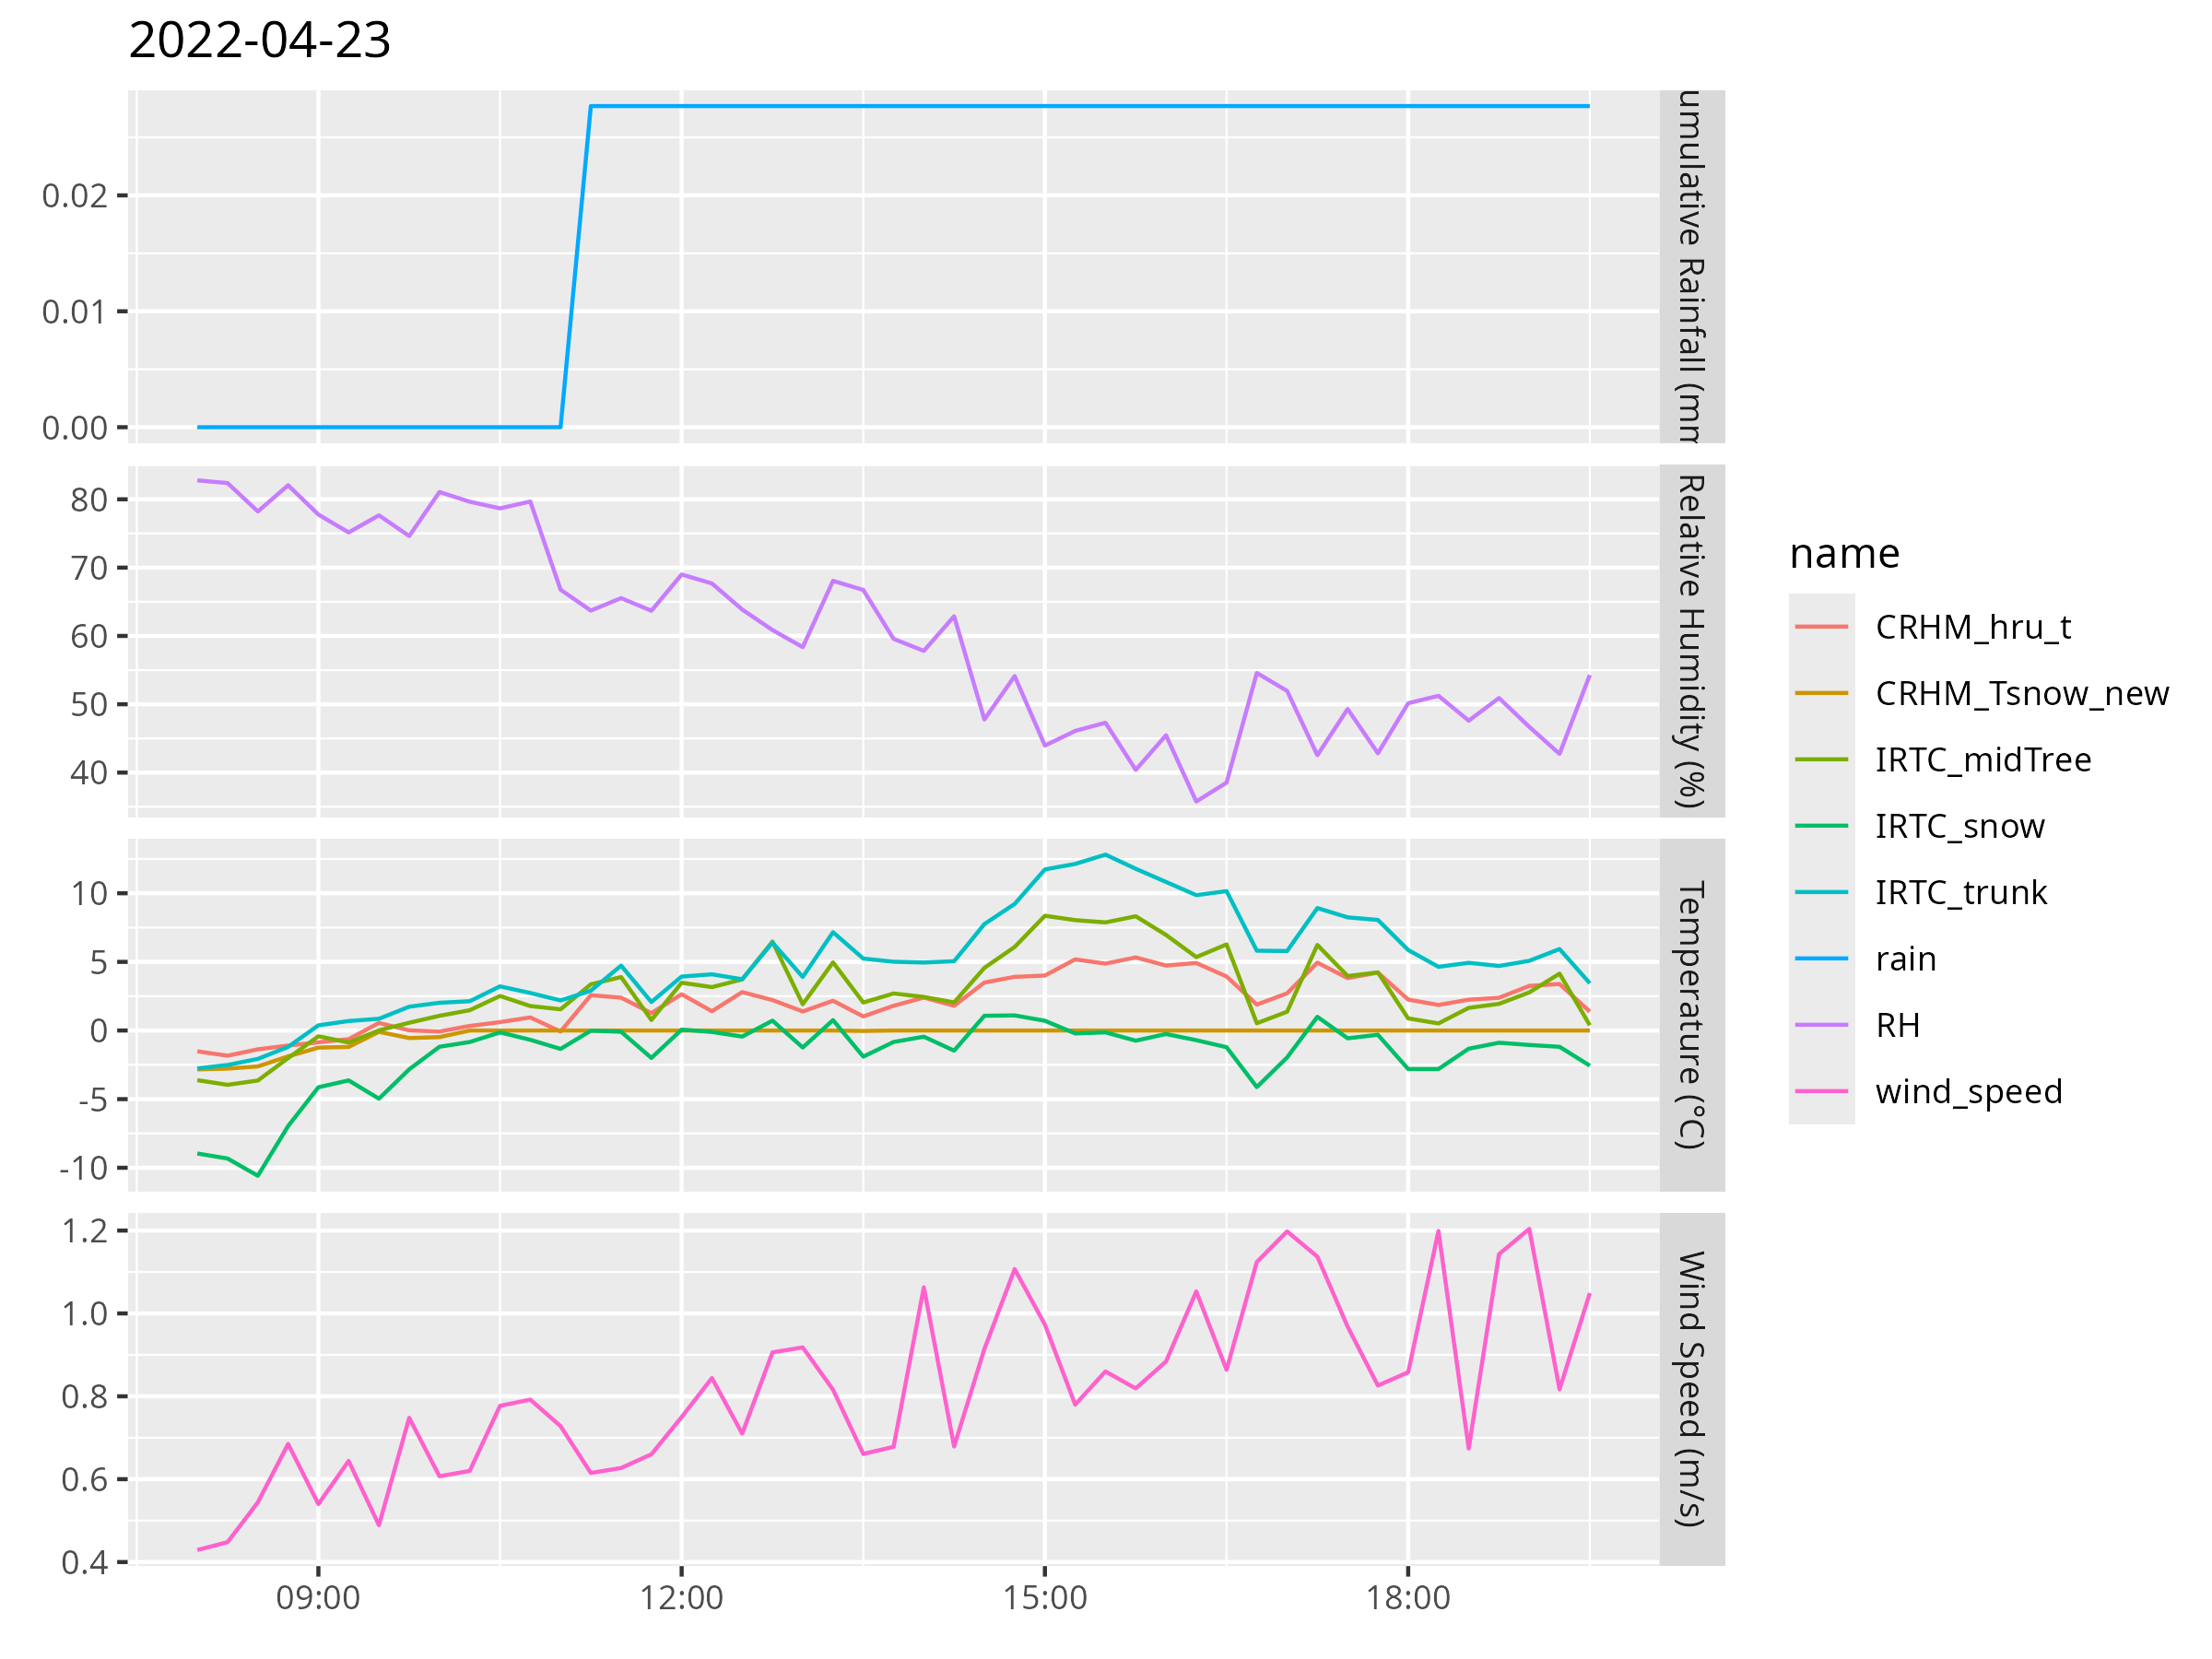 2022-04-23
0.02
0.01
0.00
umulative Rainfall (mm
80
70
60
50
40
Relative Humidity (%)
10
5
0
-5
-10
Temperature (°C)
1.2
1.0
0.8
0.6
0.4
Wind Speed (m/s)
09:00 12:00 15:00 18:00
name
CRHM_hru_t
CRHM_Tsnow_new
IRTC_midTree
IRTC_snow
IRTC_trunk
rain
RH
wind_speed